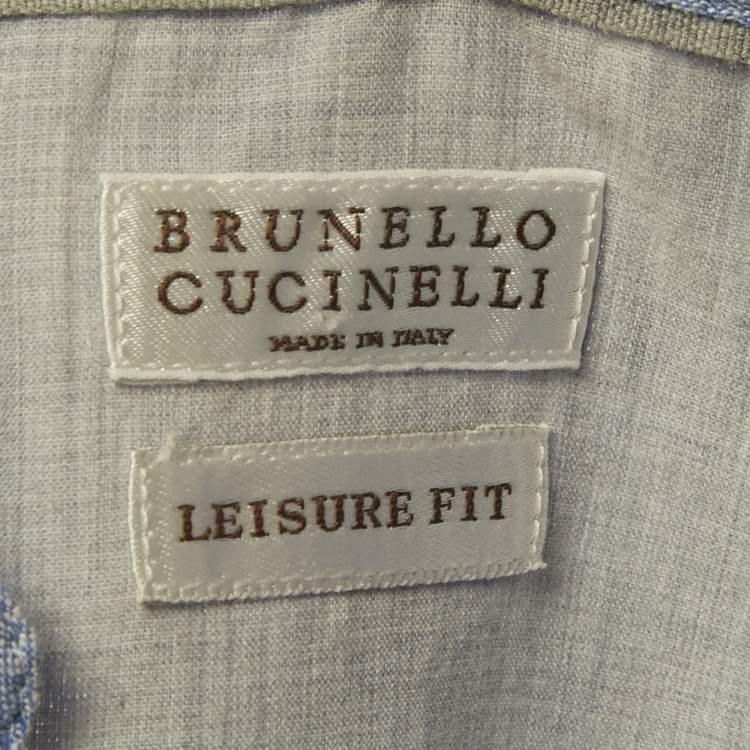 BRUNELLO
CUCINELLI
MADE IN ITALY
LEISURE FIT